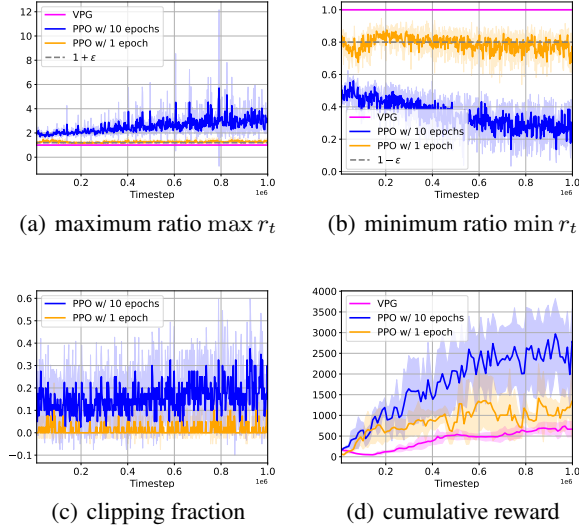 12
10
8
6
4
2
0
VPG
PPO w/ 10 epochs
PPO w/ 1 epoch
1 + ε
0.2 0.4 0.6 0.8 1.0
Timestep 1e6
(a) maximum ratio max r_t
1.0
0.8
0.6
0.4
0.2
0.0
VPG
PPO w/ 10 epochs
PPO w/ 1 epoch
1 − ε
0.2 0.4 0.6 0.8 1.0
Timestep 1e6
(b) minimum ratio min r_t
0.6
0.5
0.4
0.3
0.2
0.1
0.0
−0.1
PPO w/ 10 epochs
PPO w/ 1 epoch
0.2 0.4 0.6 0.8 1.0
Timestep 1e6
(c) clipping fraction
4000
3500
3000
2500
2000
1500
1000
500
0
VPG
PPO w/ 10 epochs
PPO w/ 1 epoch
0.2 0.4 0.6 0.8 1.0
Timestep 1e6
(d) cumulative reward